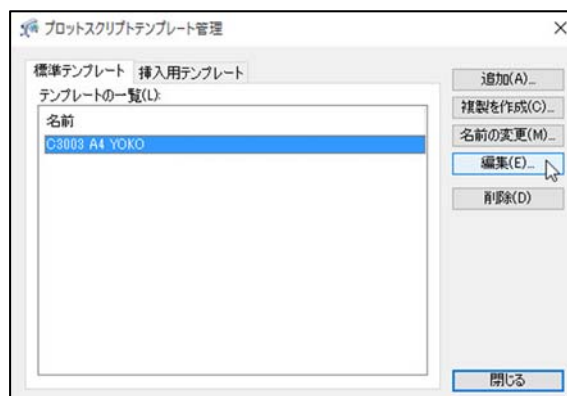 プロットスクリプトテンプレート管理
標準テンプレート 挿入用テンプレート
テンプレートの一覧(L):
名前
C3003 A4 YOKO
追加(A)...
複製を作成(C)...
名前の変更(M)...
編集(E)...
削除(D)
閉じる